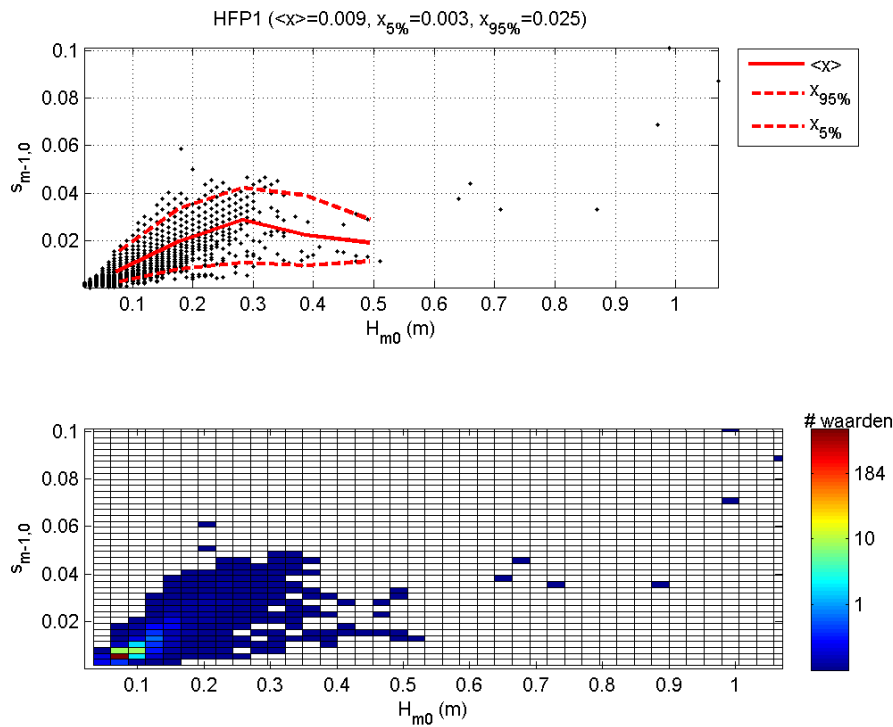 HFP1 (<x>=0.009, x5%=0.003, x95%=0.025)
0.1
0.08
0.06
0.04
0.02
sm-1,0
0.1 0.2 0.3 0.4 0.5 0.6 0.7 0.8 0.9 1
Hm0 (m)
<x>
x95%
x5%
0.1
0.08
0.06
0.04
0.02
sm-1,0
0.1 0.2 0.3 0.4 0.5 0.6 0.7 0.8 0.9 1
Hm0 (m)
# waarden
184
10
1